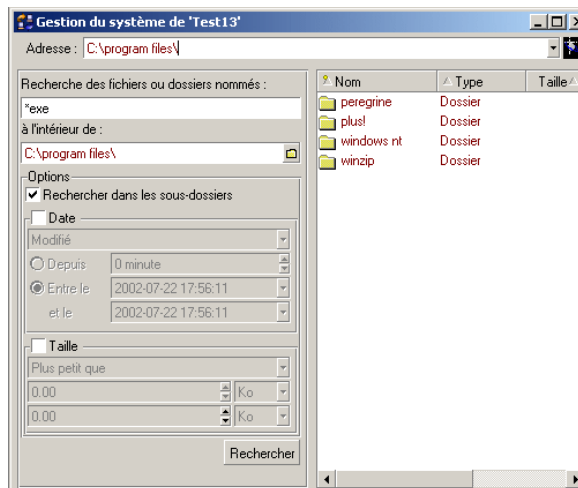 Gestion du système de 'Test13'
Adresse : C:\program files\
Recherche des fichiers ou dossiers nommés :
*exe
à l'intérieur de :
C:\program files\
Options
Rechercher dans les sous-dossiers
Date
Modifié
Depuis 0 minute
Entre le 2002-07-22 17:56:11
et le 2002-07-22 17:56:11
Taille
Plus petit que
0.00 Ko
0.00 Ko
Rechercher
Nom Type Taille
peregrine Dossier
plus! Dossier
windows nt Dossier
winzip Dossier